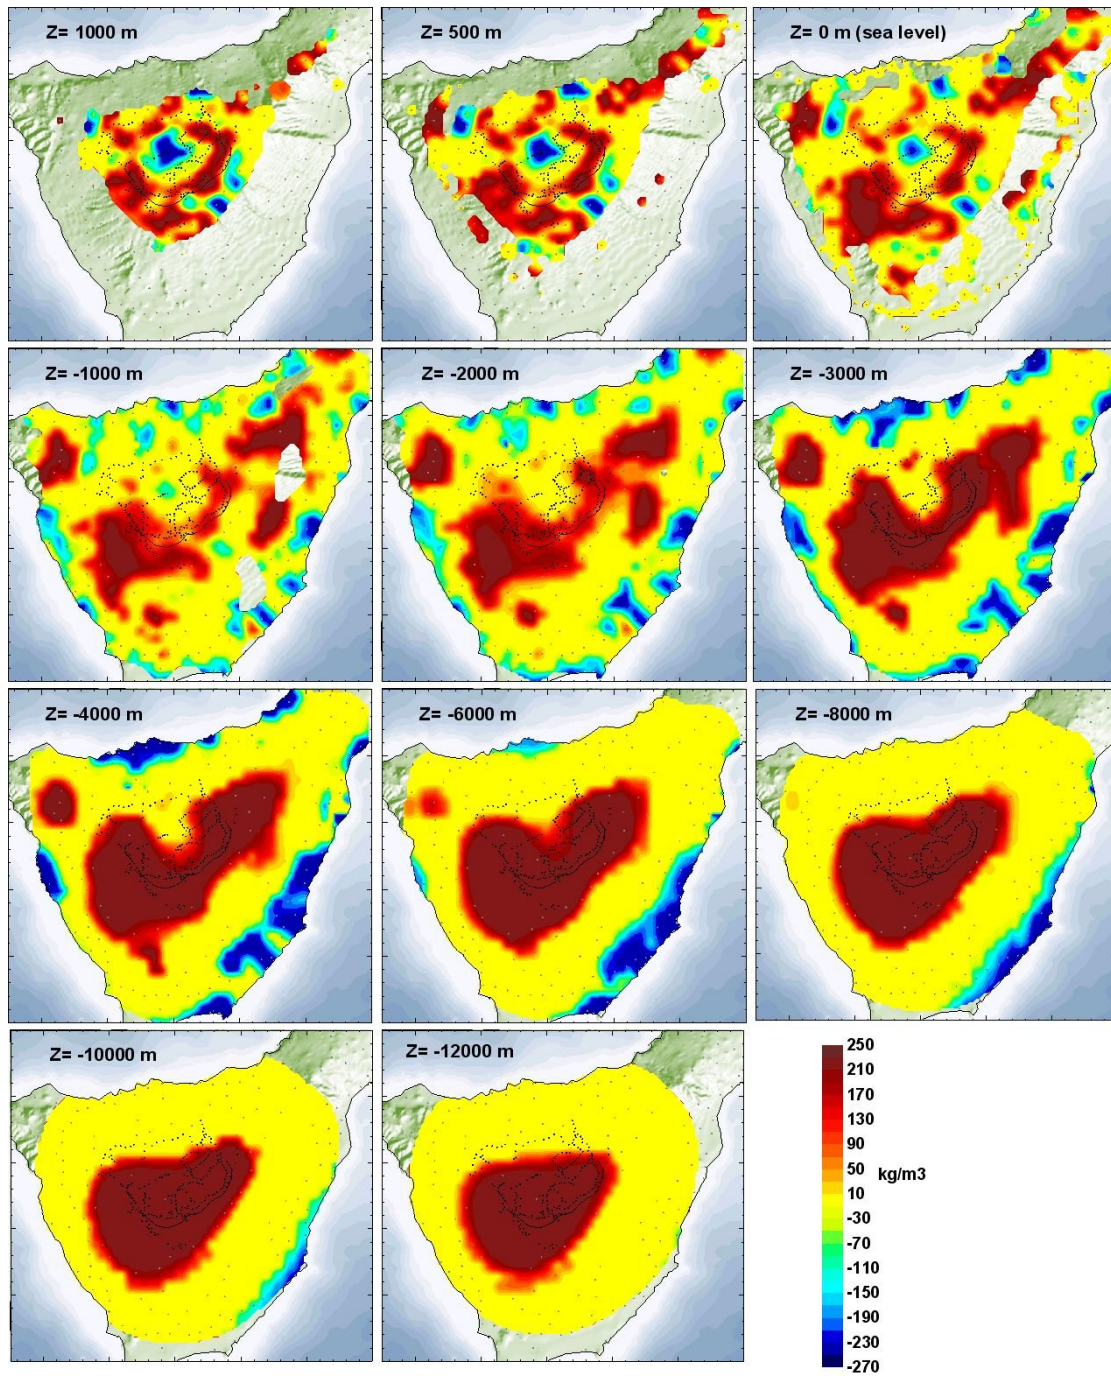 Z= 1000 m
Z= 500 m
Z= 0 m (sea level)
Z= -1000 m
Z= -2000 m
Z= -3000 m
Z= -4000 m
Z= -6000 m
Z= -8000 m
Z= -10000 m
Z= -12000 m
250
210
170
130
90
50
10
-30
-70
-110
-150
-190
-230
-270
kg/m3